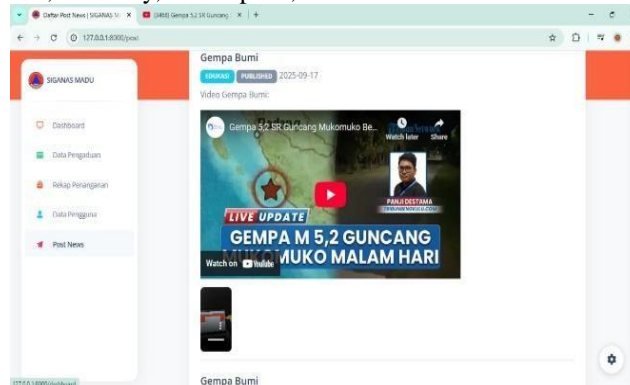 Daftar Post News | SIGANAS M
Gempa 5,2 SR Guncang
127.0.0.1:8000/post
SIGANAS MADU
Dashboard
Data Pengaduan
Rekap Penanganan
Data Pengguna
Post News
Gempa Bumi
EDUKASI PUBLISHED 2025-09-17
Video Gempa Bumi:
Gempa 5,2 SR Guncang Mukomuko Be...
Watch later Share
PANJI DESTAMA
TRIBUNBENGKULU.COM
LIVE UPDATE
GEMPA M 5,2 GUNCANG
MUKOMUKO MALAM HARI
Watch on YouTube
Gempa Bumi
127.0.0.1:8000/dashboard